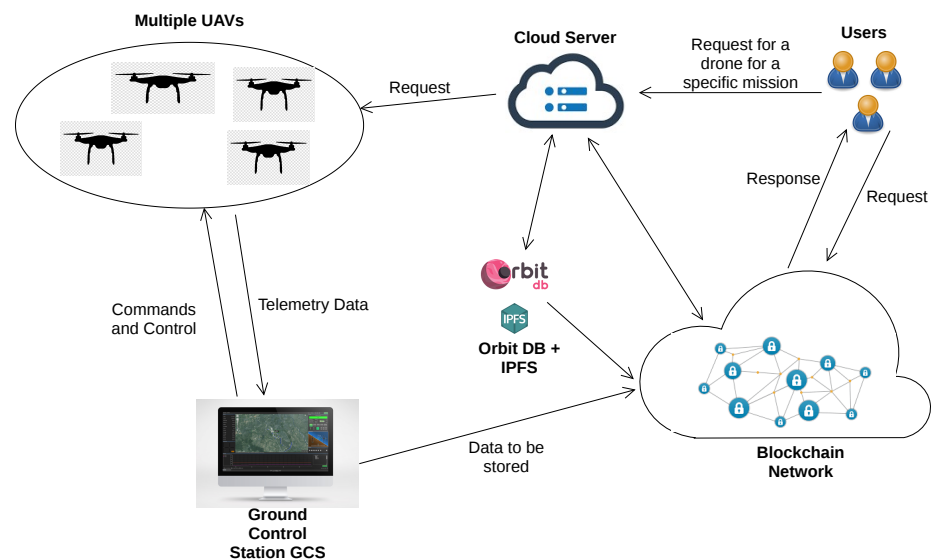 Multiple UAVs
Cloud Server
Users
Request for a
drone for a
specific mission
Request
Response
Request
Commands
and Control
Telemetry Data
Orbit
db
IPFS
Orbit DB +
IPFS
Data to be
stored
Blockchain
Network
Ground
Control
Station GCS